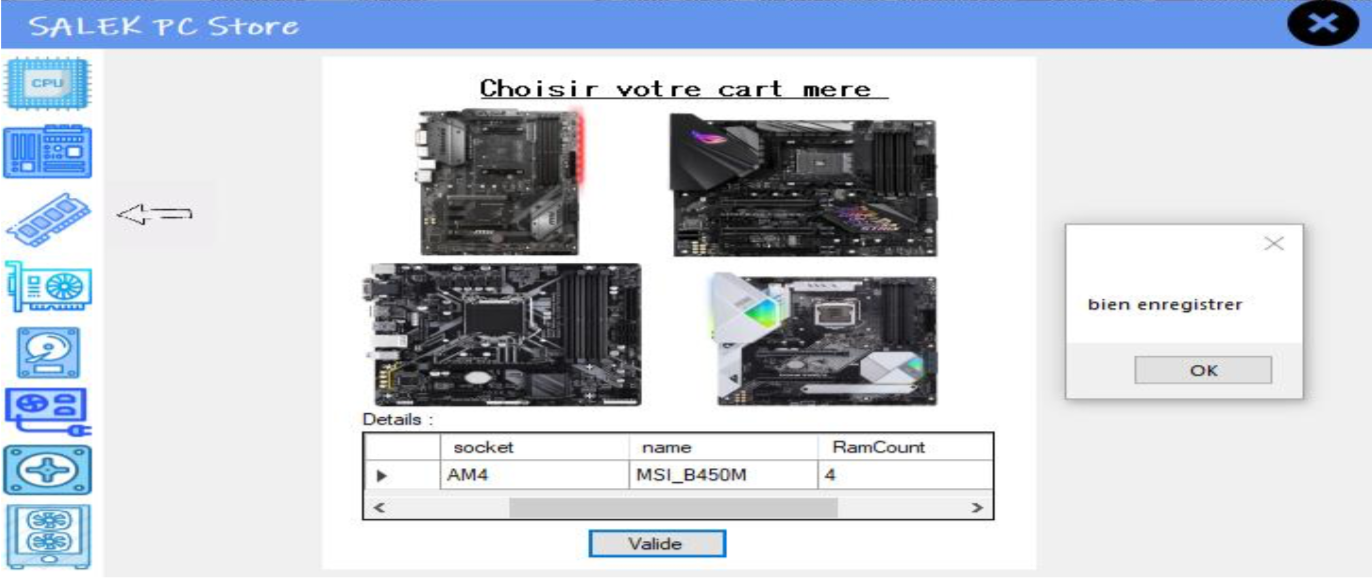 SALEK PC Store
CPU
Choisir votre cart mere
bien enregistrer
OK
Details :
socket name RamCount
AM4 MSI_B450M 4
Valide